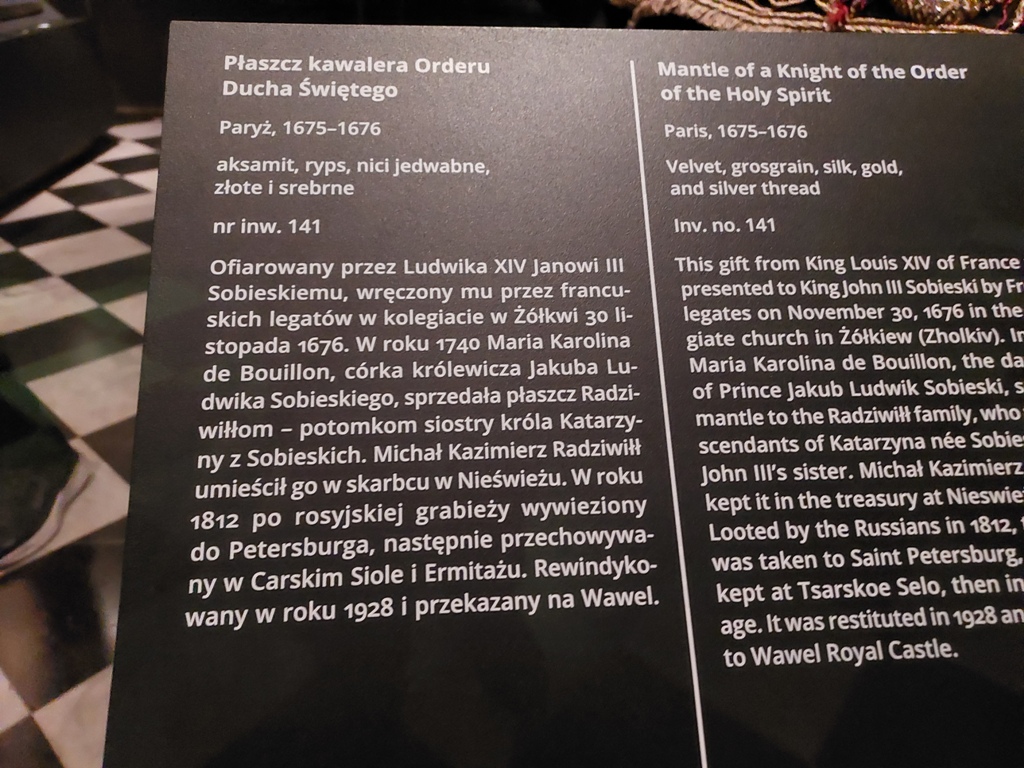 Płaszcz kawalera Orderu
Ducha Świętego
Paryż, 1675–1676
aksamit, ryps, nici jedwabne,
złote i srebrne
nr inw. 141
Ofiarowany przez Ludwika XIV Janowi III
Sobieskiemu, wręczony mu przez francu-
skich legatów w kolegiacie w Żółkwi 30 li-
stopada 1676. W roku 1740 Maria Karolina
de Bouillon, córka królewicza Jakuba Lu-
dwika Sobieskiego, sprzedała płaszcz Radzi-
wiłłom – potomkom siostry króla Katarzy-
ny z Sobieskich. Michał Kazimierz Radziwiłł
umieścił go w skarbcu w Nieświeżu. W roku
1812 po rosyjskiej grabieży wywieziony
do Petersburga, następnie przechowywa-
ny w Carskim Siole i Ermitażu. Rewindyko-
wany w roku 1928 i przekazany na Wawel.
Mantle of a Knight of the Order
of the Holy Spirit
Paris, 1675–1676
Velvet, grosgrain, silk, gold,
and silver thread
Inv. no. 141
This gift from King Louis XIV of France
presented to King John III Sobieski by
legates on November 30, 1676 in the
giate church in Żółkiew (Zholkiv).
Maria Karolina de Bouillon, the
of Prince Jakub Ludwik Sobieski,
mantle to the Radziwiłł family, who
scendants of Katarzyna née
John III's sister. Michał Kazimierz
kept it in the treasury at
Looted by the Russians in 1812,
was taken to Saint Petersburg,
kept at Tsarskoe Selo, then in
age. It was restituted in 1928
to Wawel Royal Castle.